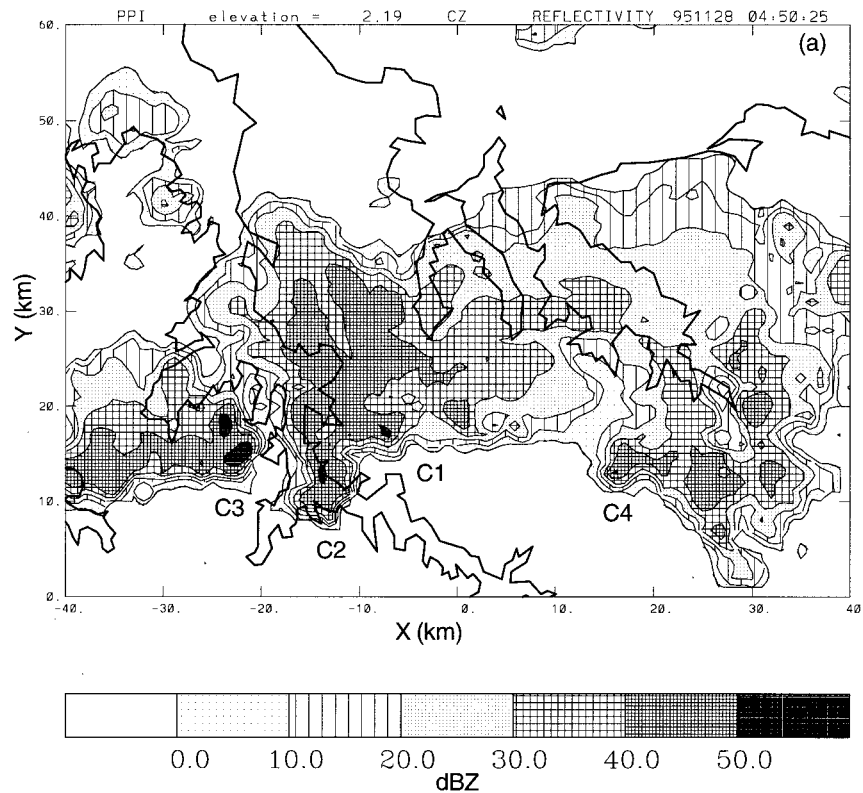 PPI elevation = 2.19 CZ REFLECTIVITY 951128 04:50:25
(a)
60.
50.
40.
30.
20.
10.
0.
Y (km)
C1
C2
C3
C4
-40. -30. -20. -10. 0. 10. 20. 30. 40
X (km)
0.0 10.0 20.0 30.0 40.0 50.0
dBZ